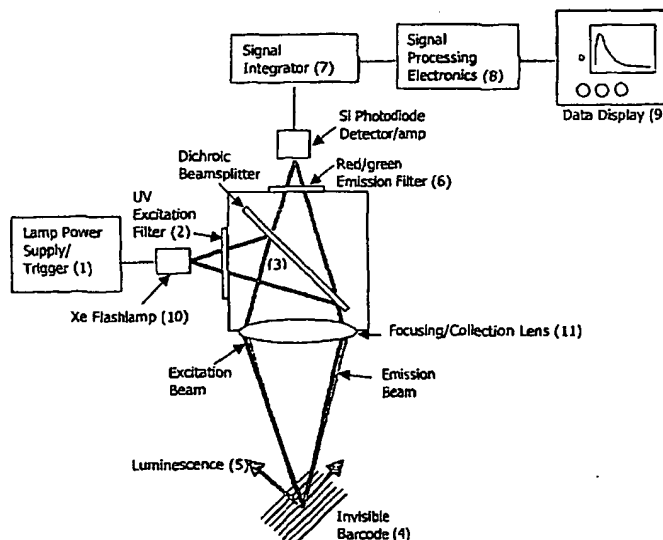 Signal
Integrator (7)
Signal
Processing
Electronics (8)
Data Display (9
Si Photodiode
Detector/amp
Dichroic
Beamsplitter
Red/green
Emission Filter (6)
UV
Excitation
Filter (2)
Lamp Power
Supply/
Trigger (1)
(3)
Xe Flashlamp (10)
Focusing/Collection Lens (11)
Excitation
Beam
Emission
Beam
Luminescence (5)
Invisible
Barcode (4)